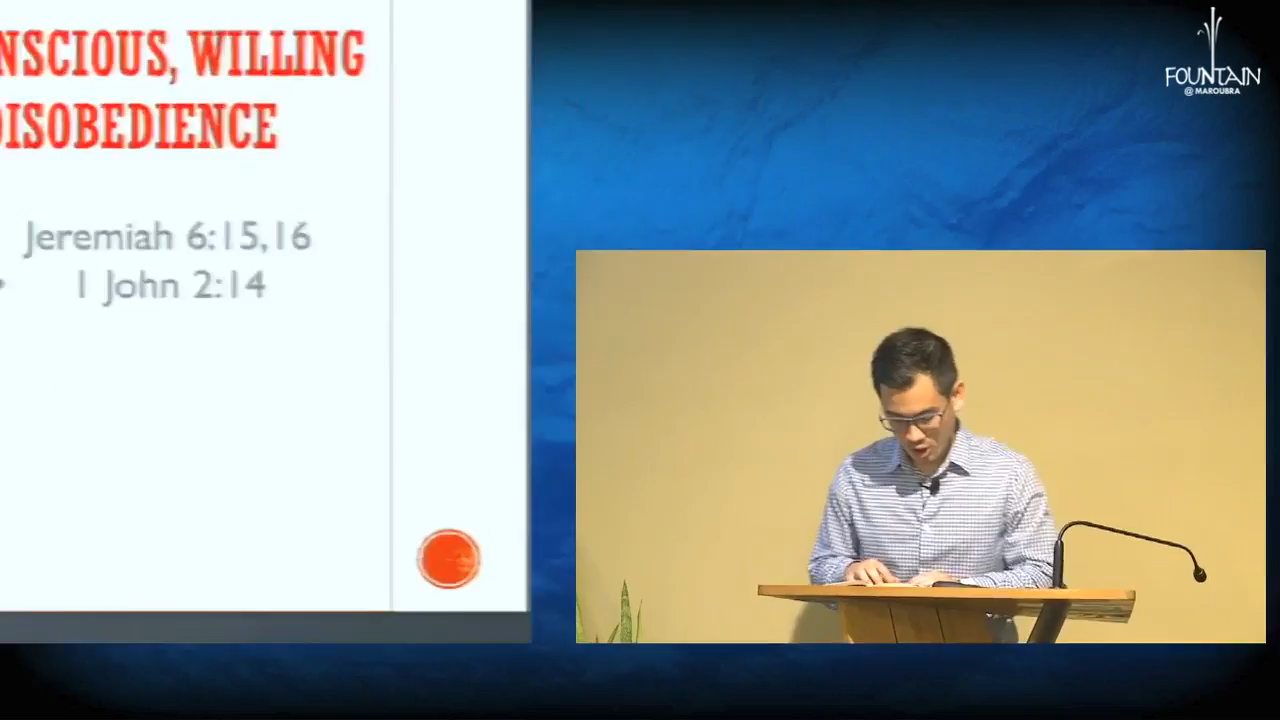 NSCIOUS, WILLING
DISOBEDIENCE
Jeremiah 6:15,16
• 1 John 2:14
FOUNTAIN
@ MAROUBRA